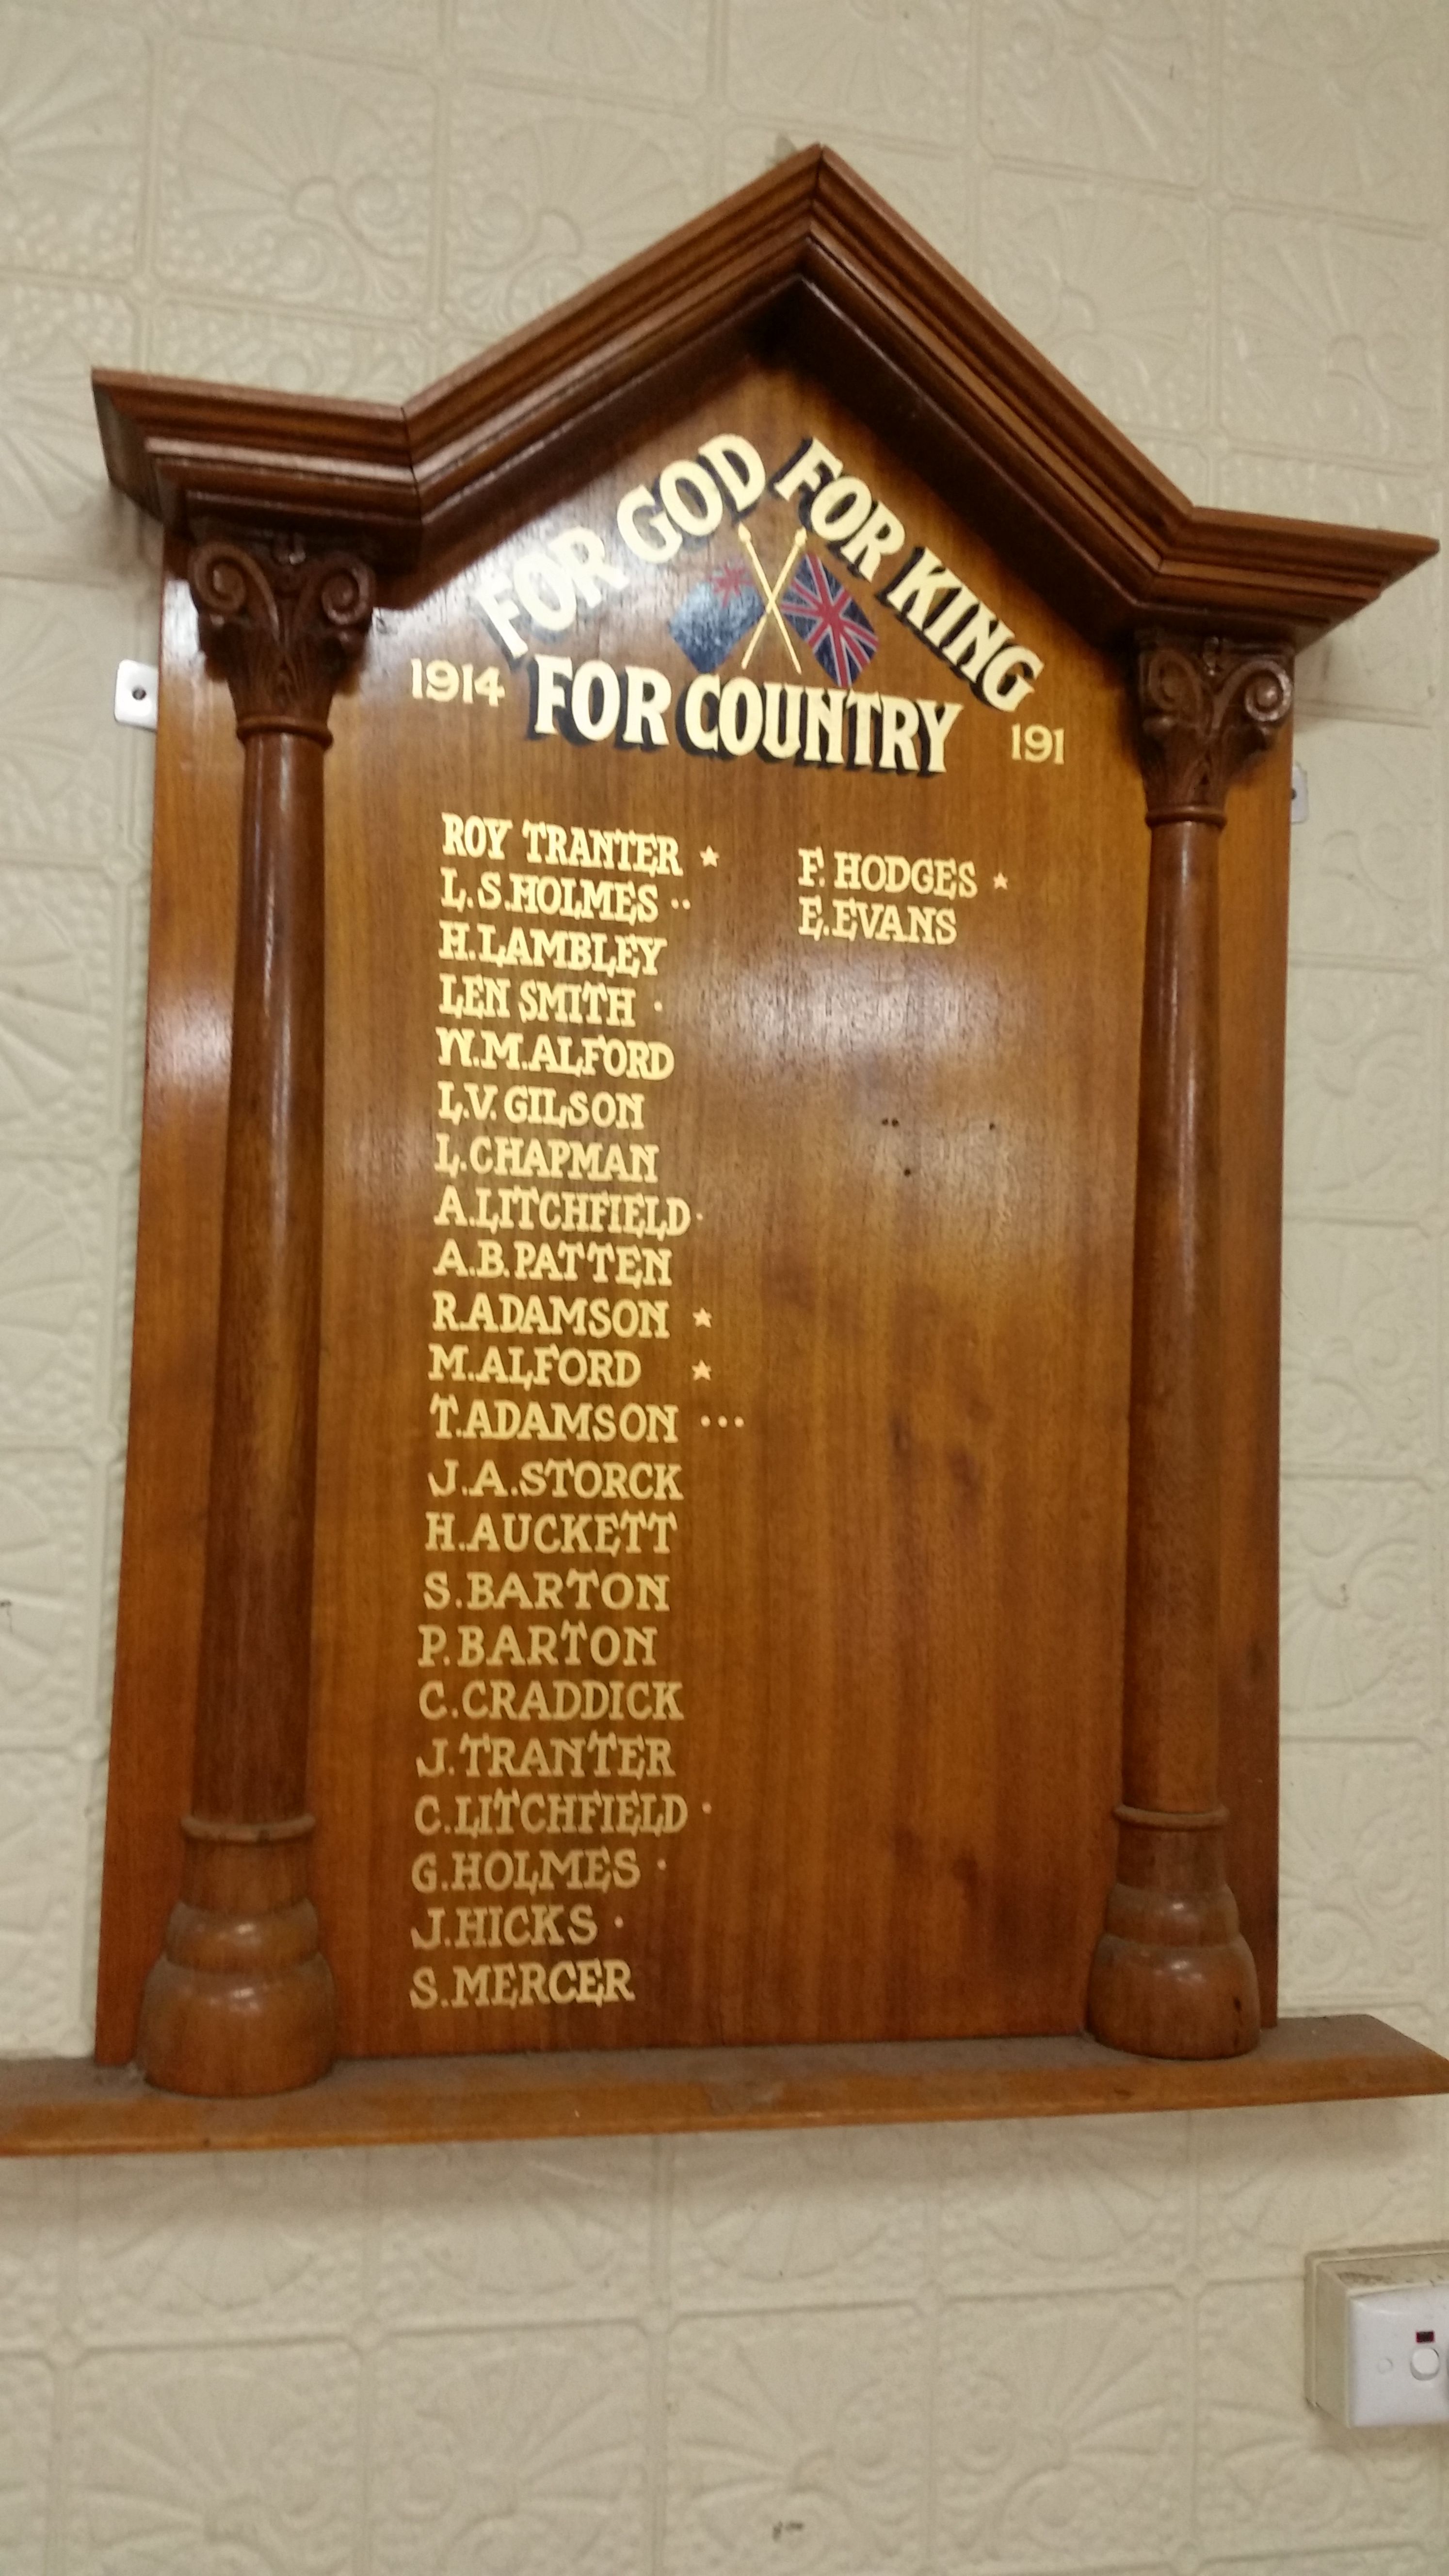 FOR GOD FOR KING
1914 FOR COUNTRY 191
ROY TRANTER ★
L.S.HOLMES ··
H.LAMBLEY
LEN SMITH ·
W.M.ALFORD
L.V.GILSON
L.CHAPMAN
A.LITCHFIELD·
A.B.PATTEN
R.ADAMSON ★
M.ALFORD ★
T.ADAMSON ···
J.A.STORCK
H.AUCKETT
S.BARTON
P.BARTON
C.CRADDICK
J.TRANTER
C.LITCHFIELD ·
G.HOLMES ·
J.HICKS ·
S.MERCER
F.HODGES ★
E.EVANS